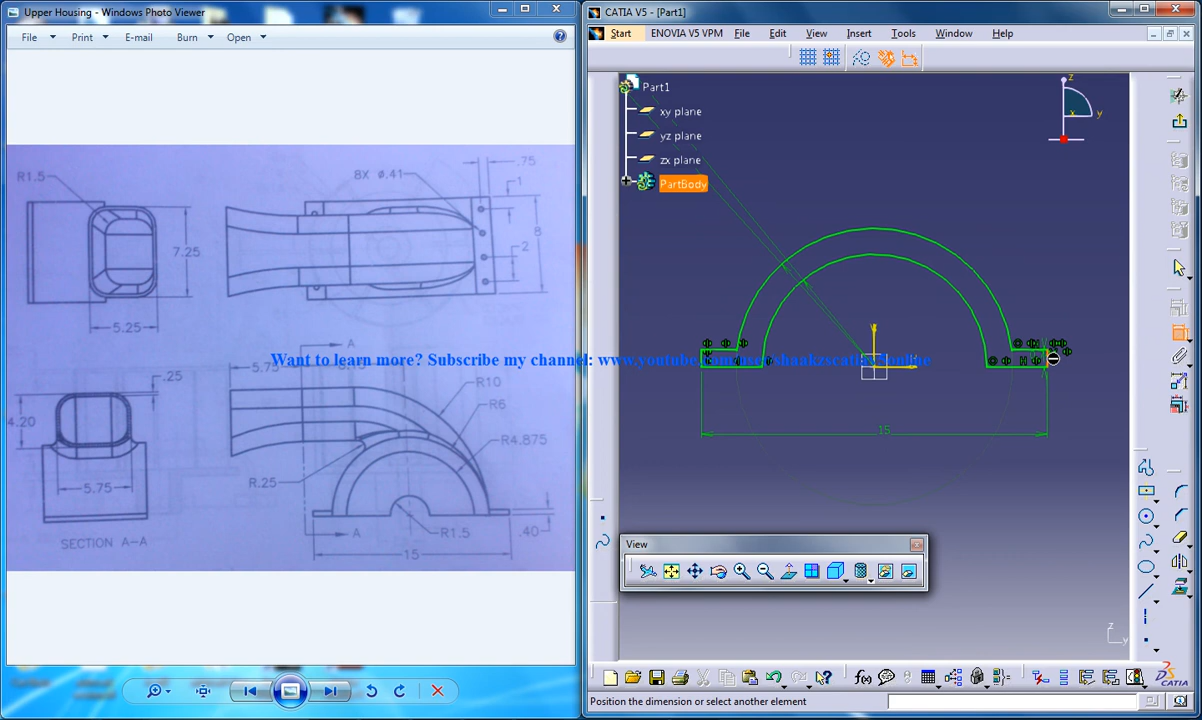 Upper Housing - Windows Photo Viewer
File
Print
E-mail
Burn
Open
R1.5
7.25
5.25
8X ø.41
.75
1
8
2
.25
4.20
5.75
SECTION A-A
5.75
A
R10
R6
R4.875
R.25
A
R1.5
.40
15
Want to learn more? Subscribe my channel: www.youtube.com/user/shaakzscatiav5online
CATIA V5 - [Part1]
Start
ENOVIA V5 VPM
File
Edit
View
Insert
Tools
Window
Help
Part1
xy plane
yz plane
zx plane
PartBody
z
x
y
15
View
z
y
f(x)
CATIA
Position the dimension or select another element